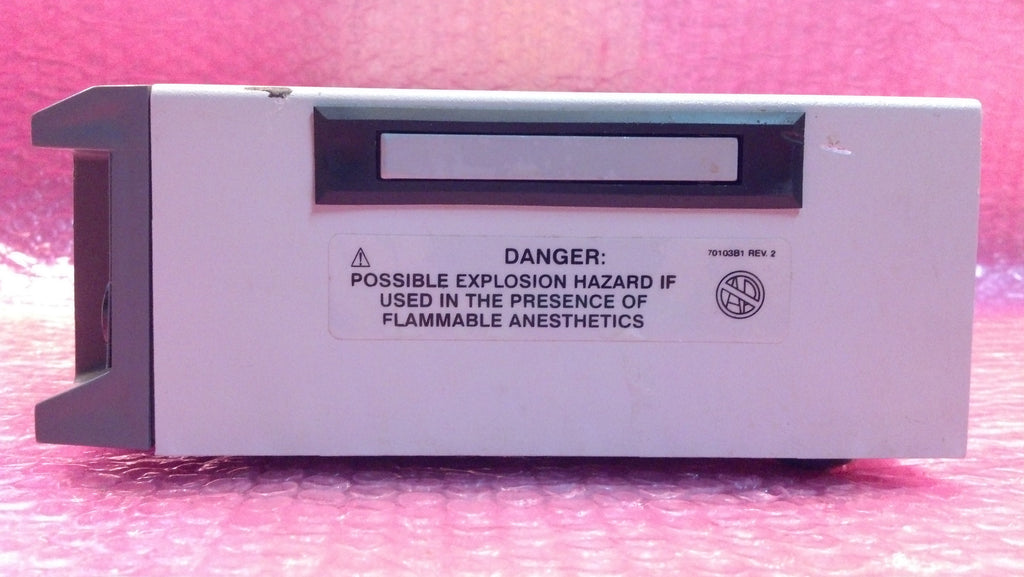 DANGER:
70103B1 REV. 2
POSSIBLE EXPLOSION HAZARD IF
USED IN THE PRESENCE OF
FLAMMABLE ANESTHETICS